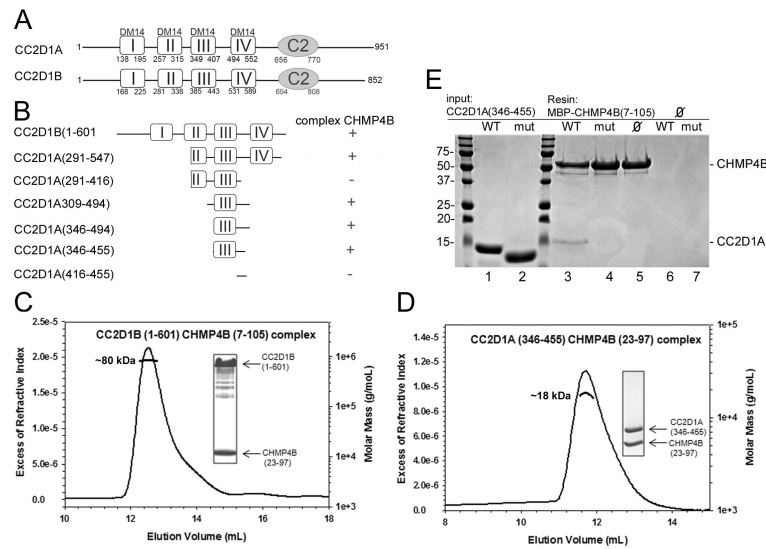 A
DM14 DM14 DM14 DM14
CC2D1A 1 I II III IV C2 951
138 195 257 315 349 407 494 552 656 770
CC2D1B 1 I II III IV C2 852
168 225 281 338 385 443 531 589 694 808
B
complex CHMP4B
CC2D1B(1-601 I II III IV +
CC2D1A(291-547) II III IV +
CC2D1A(291-416) II III -
CC2D1A309-494) III +
CC2D1A(346-494) III +
CC2D1A(346-455) III +
CC2D1A(416-455) -
E
input: Resin:
CC2D1A(346-455) MBP-CHMP4B(7-105) Ø
WT mut WT mut Ø WT mut
75-
50-
37-
25-
20-
15-
- CHMP4B
- CC2D1A
1 2 3 4 5 6 7
C
CC2D1B (1-601) CHMP4B (7-105) complex
~80 kDa
CC2D1B
(1-601)
CHMP4B
(23-97)
Excess of Refractive Index
2.5e-5
2.0e-5
1.5e-5
1.0e-5
5.0e-6
0.0
1e+6
1e+5
1e+4
1e+3
Molar Mass (g/moL)
10 12 14 16 18
Elution Volume (mL)
D
CC2D1A (346-455) CHMP4B (23-97) complex
~18 kDa
CC2D1A
(346-455)
CHMP4B
(23-97)
Excess of Refractive Index
1.4e-5
1.2e-5
1.0e-5
8.0e-6
6.0e-6
4.0e-6
2.0e-6
0.0
1e+5
1e+4
1e+3
Molar Mass (g/moL)
8 10 12 14
Elution Volume (mL)